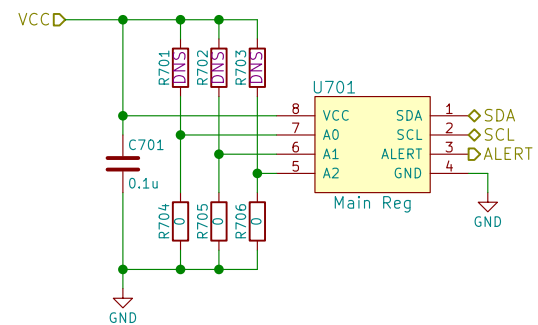 VCC
R701
DNS
R702
DNS
R703
DNS
U701
8
VCC
SDA
1
SDA
7
A0
SCL
2
SCL
6
A1
ALERT
3
ALERT
5
A2
GND
4
C701
0.1u
Main Reg
GND
R704
0
R705
0
R706
0
GND